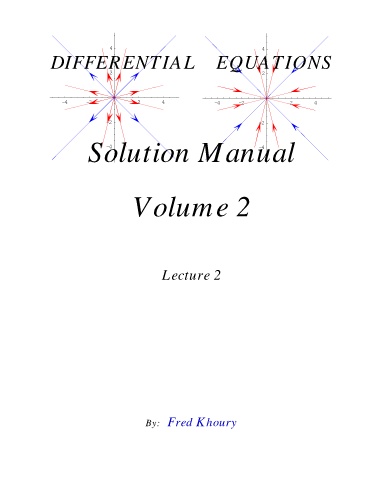 DIFFERENTIAL EQUATIONS
Solution Manual
Volume 2
Lecture 2
By: Fred Khoury